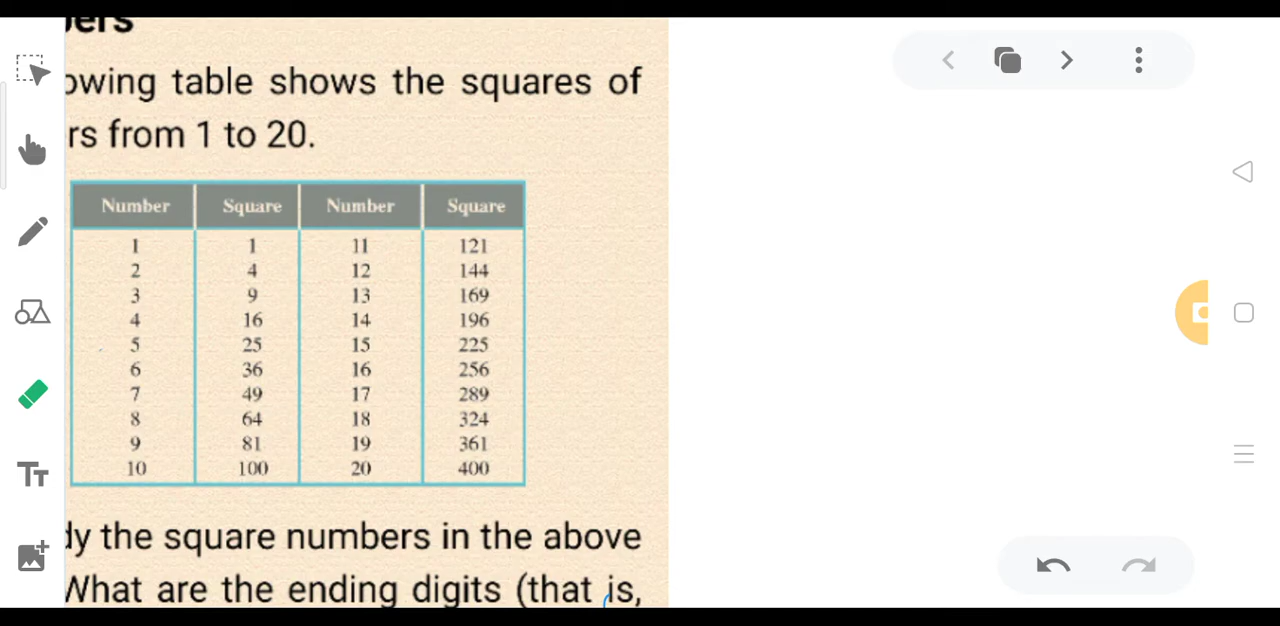 owing table shows the squares of
rs from 1 to 20.
Number Square Number Square
1 1 11 121
2 4 12 144
3 9 13 169
4 16 14 196
5 25 15 225
6 36 16 256
7 49 17 289
8 64 18 324
9 81 19 361
10 100 20 400
dy the square numbers in the above
What are the ending digits (that is,
TT